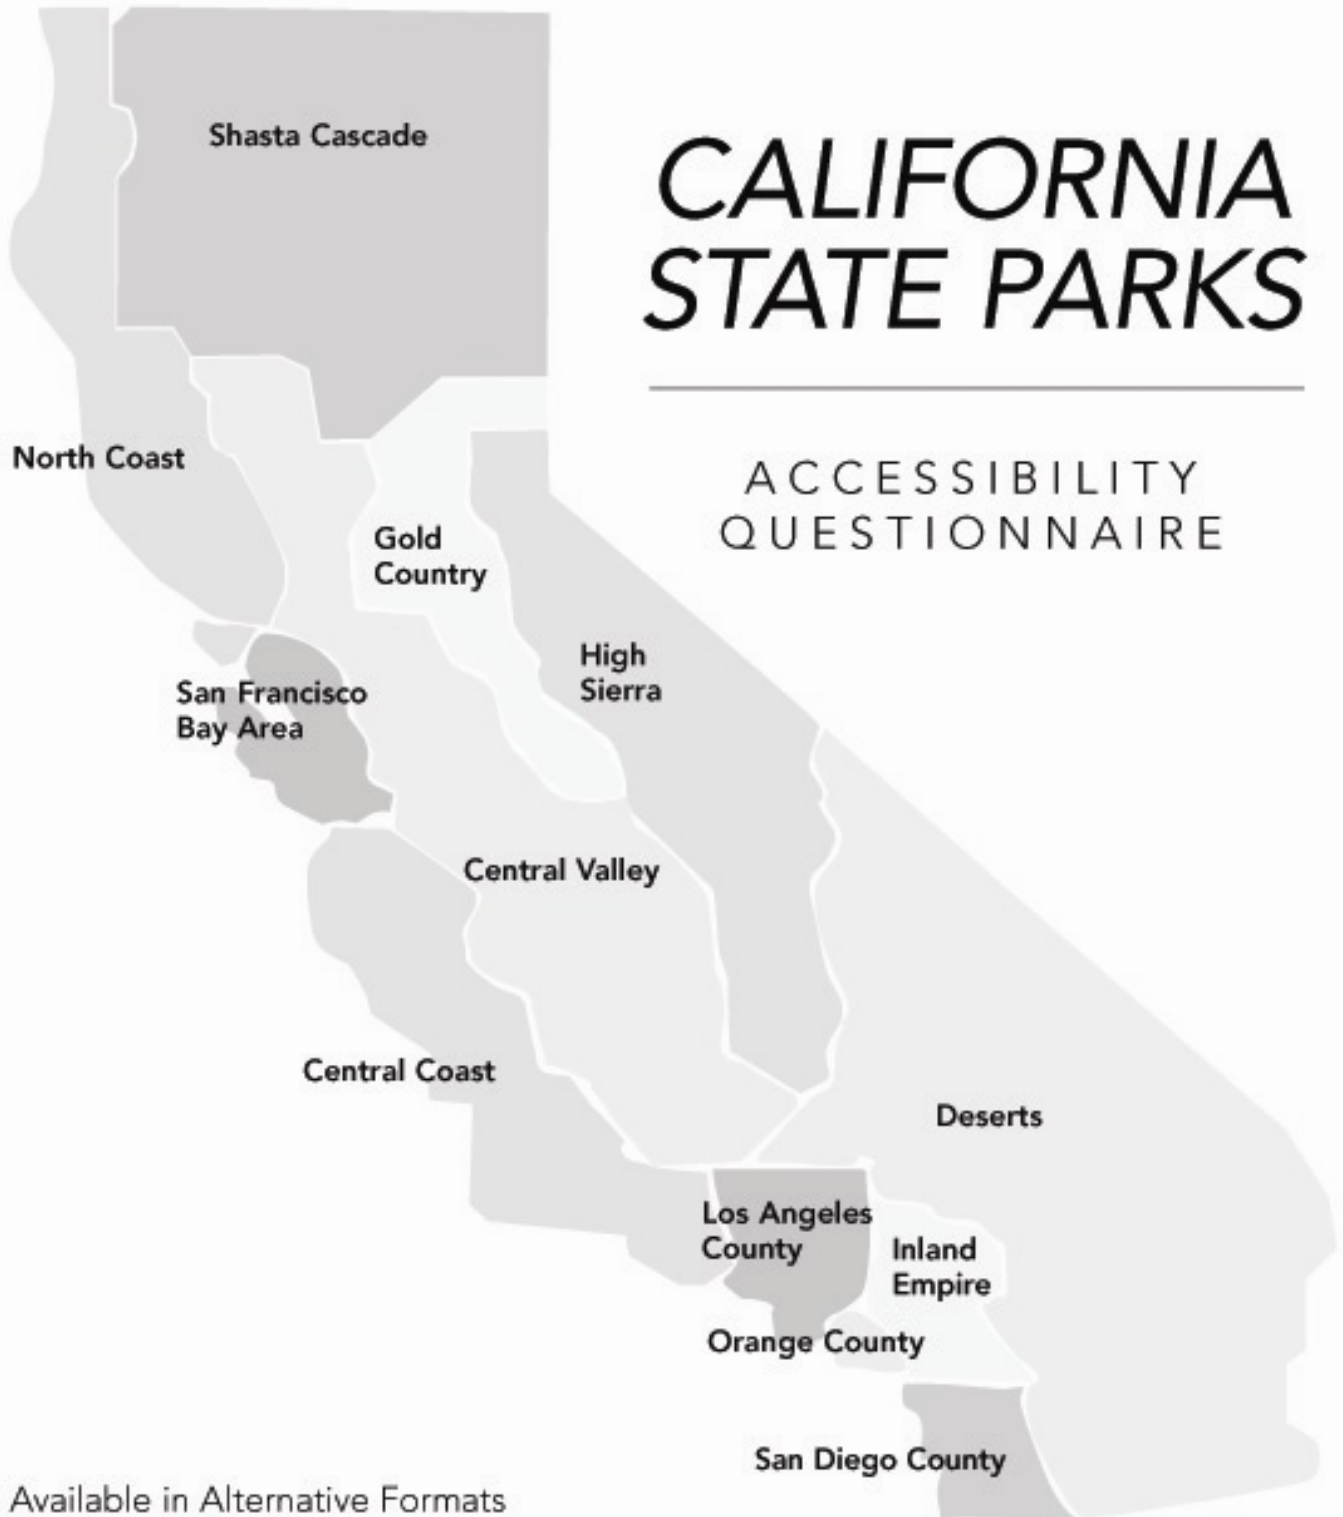 Shasta Cascade
CALIFORNIA
STATE PARKS
ACCESSIBILITY
QUESTIONNAIRE
North Coast
Gold
Country
High
Sierra
San Francisco
Bay Area
Central Valley
Central Coast
Deserts
Los Angeles
County
Inland
Empire
Orange County
San Diego County
Available in Alternative Formats